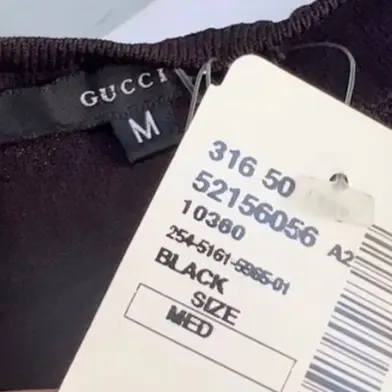 GUCCI
M
316 50
52156056 A2
10380
254-5161-5965-01
BLACK
SIZE
MED